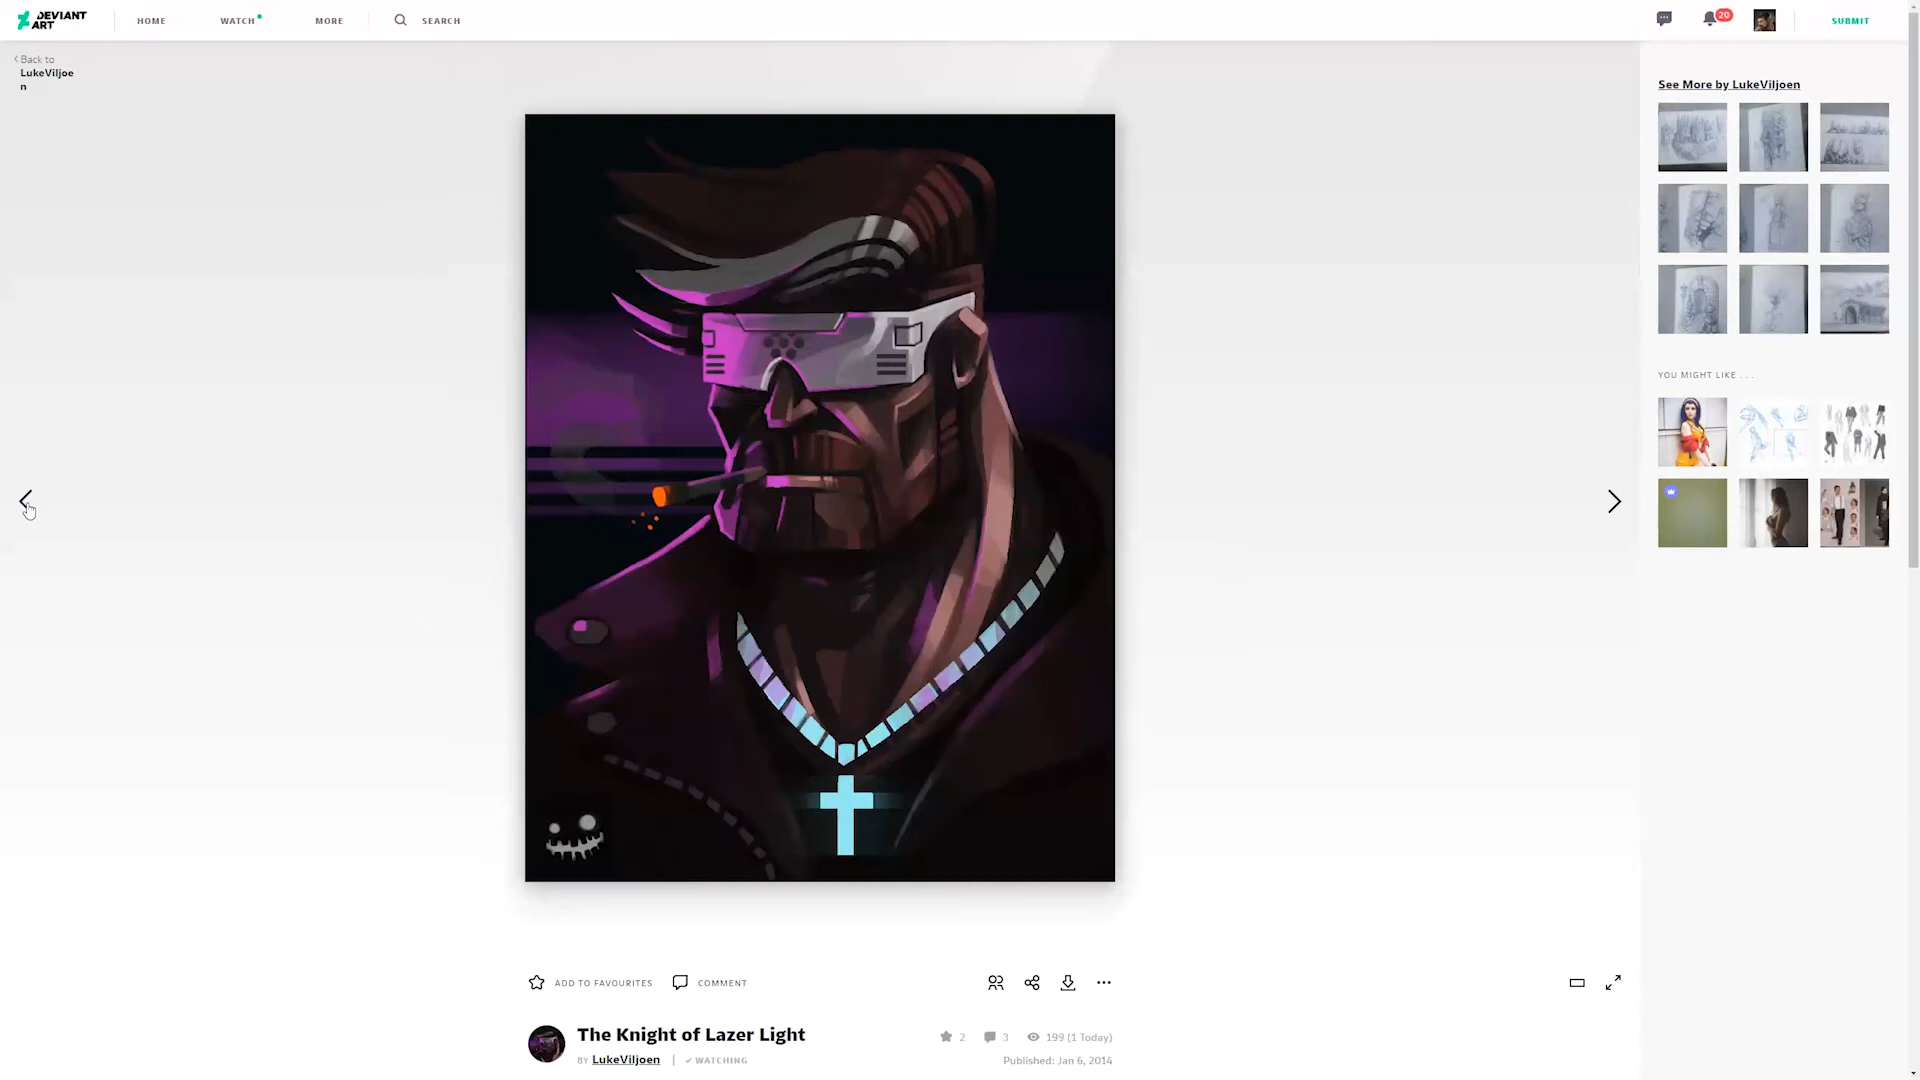 DEVIANT
ART
HOME
WATCH
MORE
SEARCH
20
SUBMIT
Back to
LukeViljoe
n
See More by LukeViljoen
YOU MIGHT LIKE . . .
ADD TO FAVOURITES
COMMENT
The Knight of Lazer Light
2
3
199 (1 Today)
BY LukeViljoen | ✓ WATCHING
Published: Jan 6, 2014